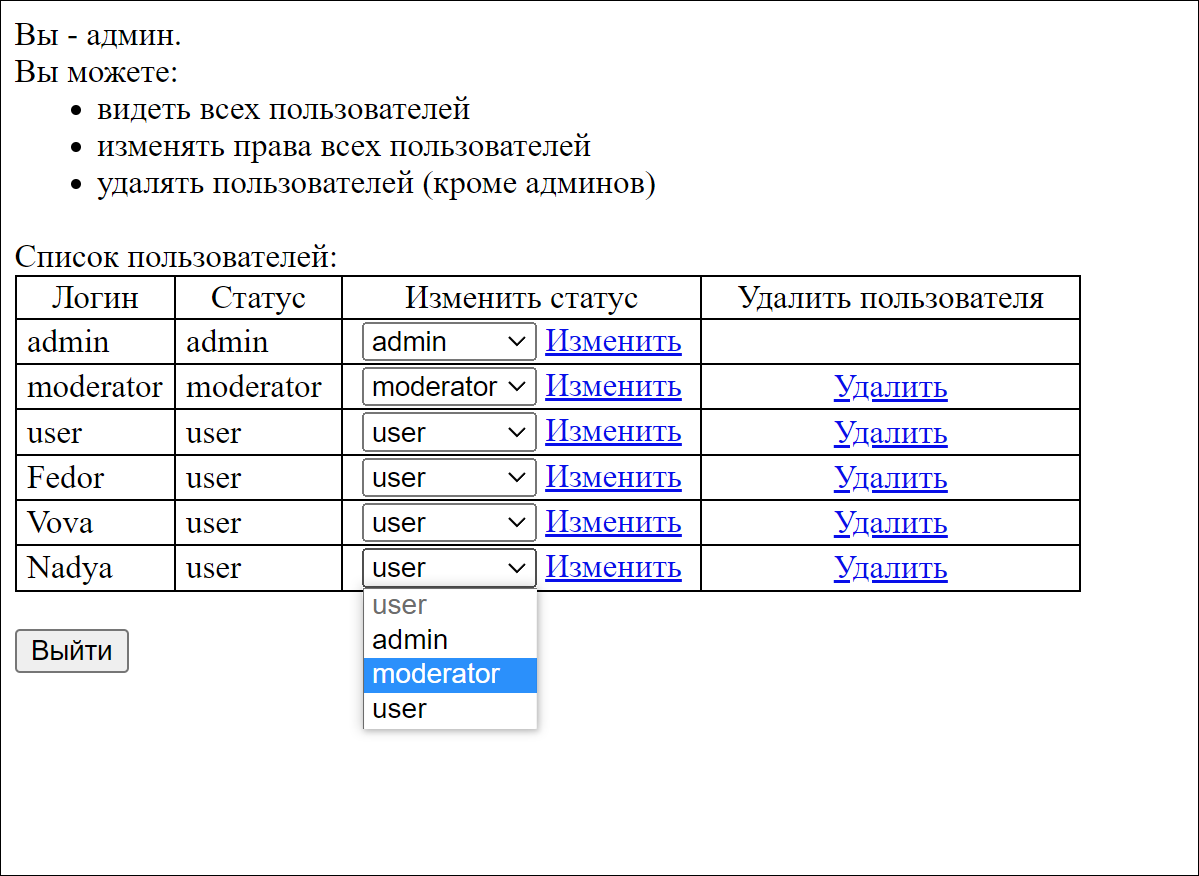 Вы - админ.
Вы можете:
видеть всех пользователей
изменять права всех пользователей
удалять пользователей (кроме админов)
Список пользователей:
Логин Статус Изменить статус Удалить пользователя
admin admin admin Изменить
moderator moderator moderator Изменить Удалить
user user user Изменить Удалить
Fedor user user Изменить Удалить
Vova user user Изменить Удалить
Nadya user user Изменить Удалить
user
admin
moderator
user
Выйти